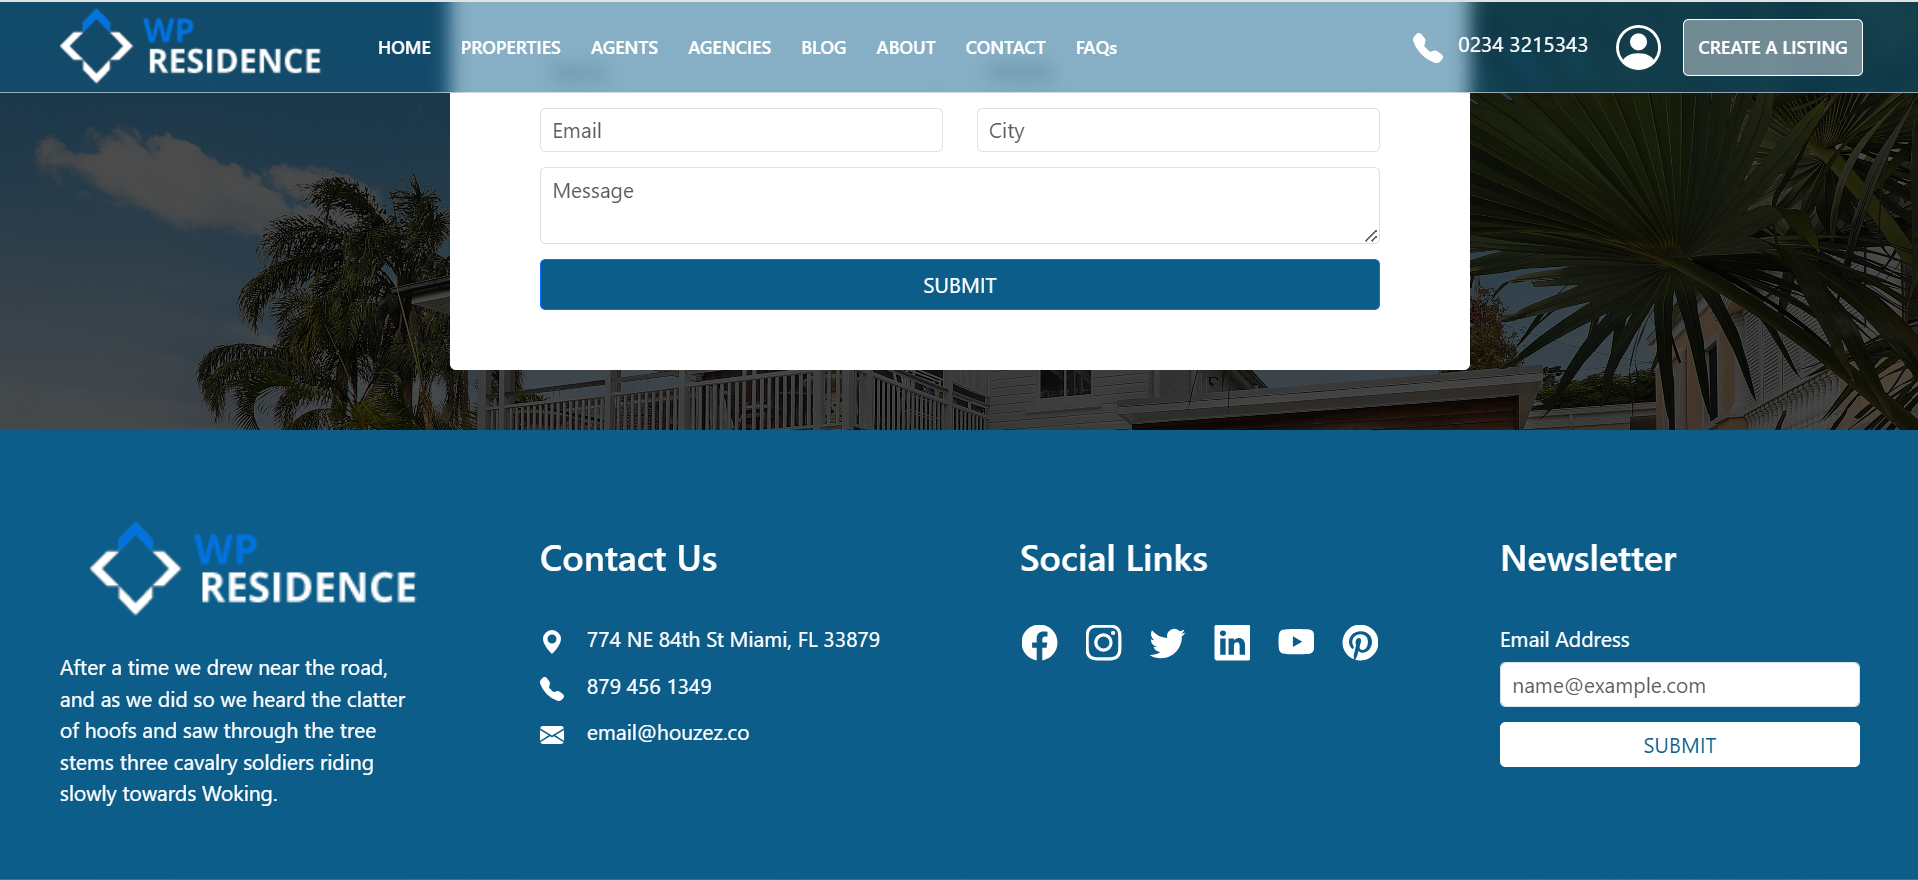 WP
RESIDENCE
HOME PROPERTIES AGENTS AGENCIES BLOG ABOUT CONTACT FAQs
0234 3215343
CREATE A LISTING
Email
City
Message
SUBMIT
WP
RESIDENCE
After a time we drew near the road,
and as we did so we heard the clatter
of hoofs and saw through the tree
stems three cavalry soldiers riding
slowly towards Woking.
Contact Us
774 NE 84th St Miami, FL 33879
879 456 1349
email@houzez.co
Social Links
Newsletter
Email Address
name@example.com
SUBMIT